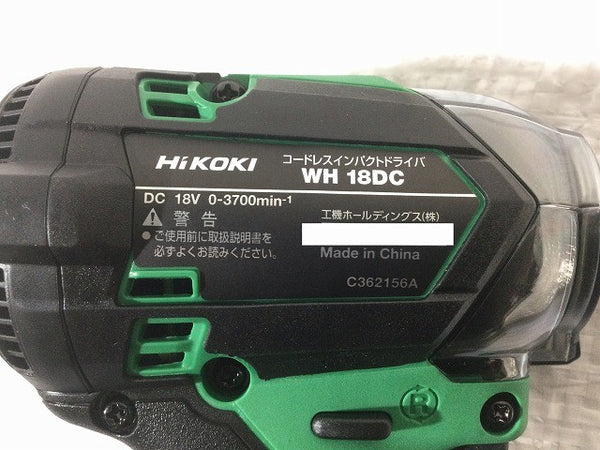 HiKOKI
コードレスインパクトドライバ
WH 18DC
DC 18V 0-3700min-1
警告
●ご使用前に取扱説明書を
必ずよくお読みください。
工機ホールディングス(株)
Made in China
C362156A
R